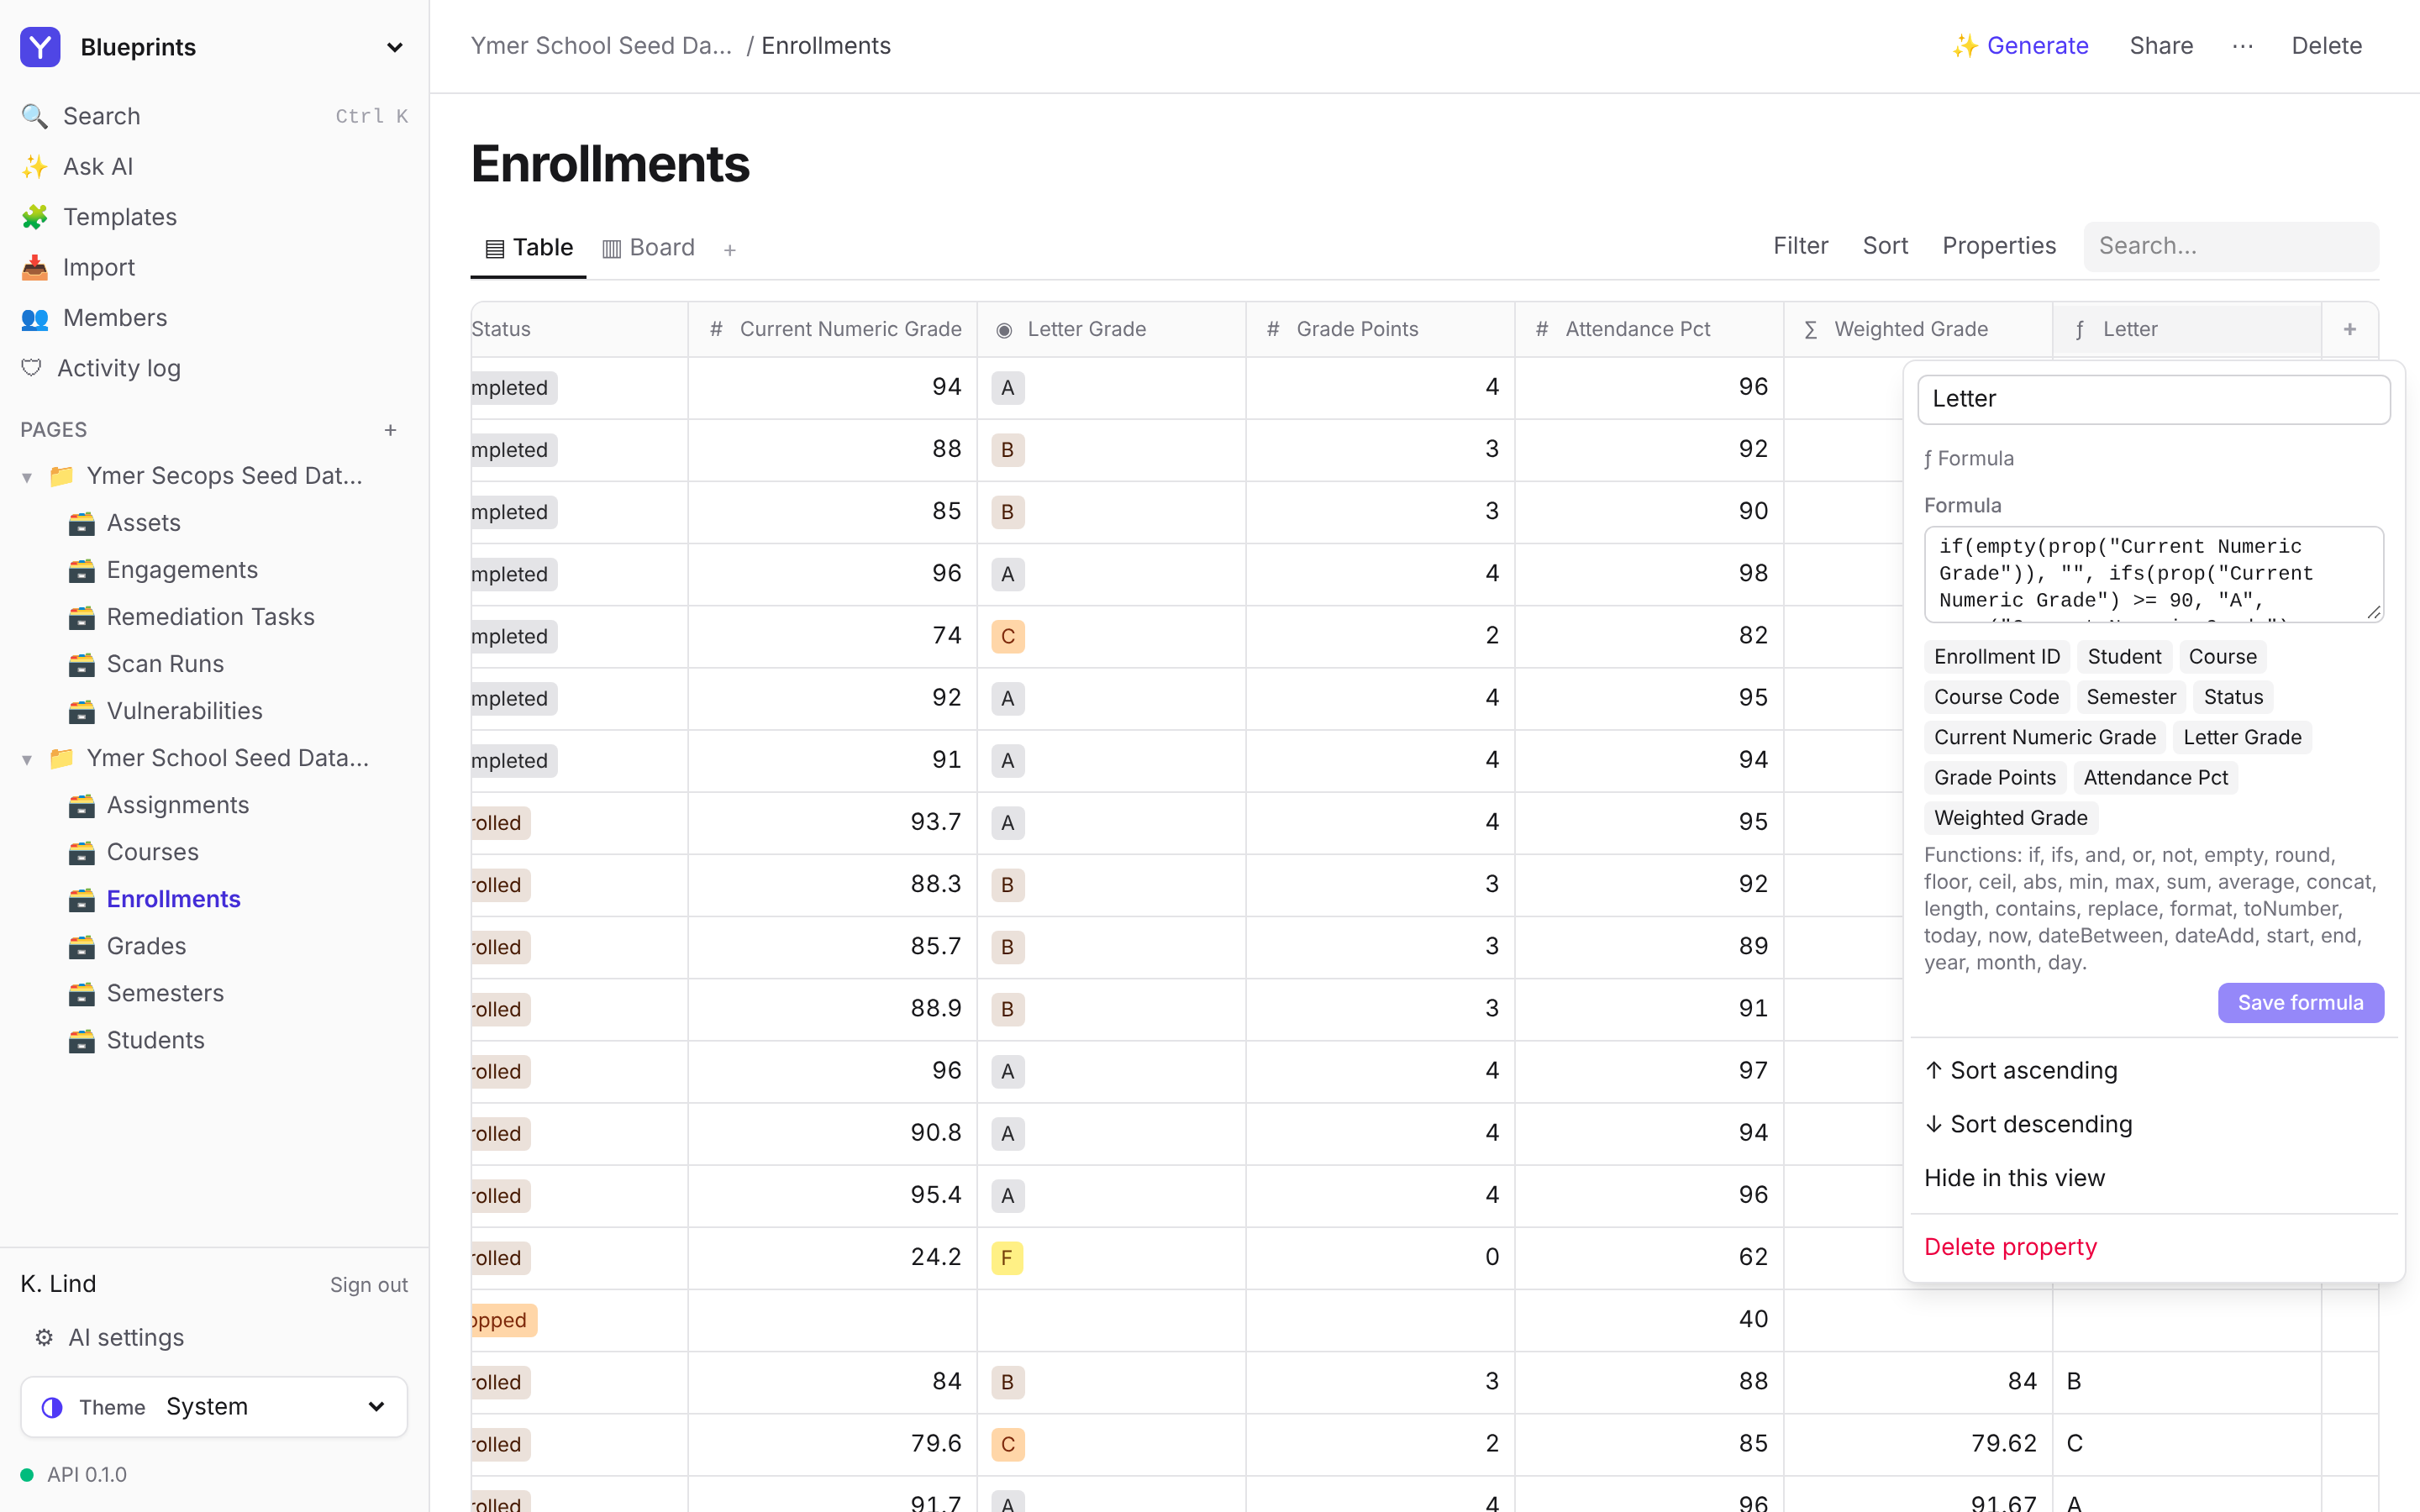 Blueprints
Search Ctrl K
Ask AI
Templates
Import
Members
Activity log
PAGES +
Ymer Secops Seed Dat...
Assets
Engagements
Remediation Tasks
Scan Runs
Vulnerabilities
Ymer School Seed Data...
Assignments
Courses
Enrollments
Grades
Semesters
Students
K. Lind Sign out
AI settings
Theme System
API 0.1.0
Ymer School Seed Da... / Enrollments
Generate Share ··· Delete
Enrollments
Table Board +
Filter Sort Properties Search...
Status # Current Numeric Grade Letter Grade # Grade Points # Attendance Pct Σ Weighted Grade ƒ Letter +
mpleted 94 A 4 96
mpleted 88 B 3 92
mpleted 85 B 3 90
mpleted 96 A 4 98
mpleted 74 C 2 82
mpleted 92 A 4 95
mpleted 91 A 4 94
rolled 93.7 A 4 95
rolled 88.3 B 3 92
rolled 85.7 B 3 89
rolled 88.9 B 3 91
rolled 96 A 4 97
rolled 90.8 A 4 94
rolled 95.4 A 4 96
rolled 24.2 F 0 62
opped 40
rolled 84 B 3 88 84 B
rolled 79.6 C 2 85 79.62 C
rolled 91.7 A 4 96 91.67 A
Letter
ƒ Formula
Formula
if(empty(prop("Current Numeric
Grade")), "", ifs(prop("Current
Numeric Grade") >= 90, "A",
Enrollment ID Student Course
Course Code Semester Status
Current Numeric Grade Letter Grade
Grade Points Attendance Pct
Weighted Grade
Functions: if, ifs, and, or, not, empty, round,
floor, ceil, abs, min, max, sum, average, concat,
length, contains, replace, format, toNumber,
today, now, dateBetween, dateAdd, start, end,
year, month, day.
Save formula
↑ Sort ascending
↓ Sort descending
Hide in this view
Delete property